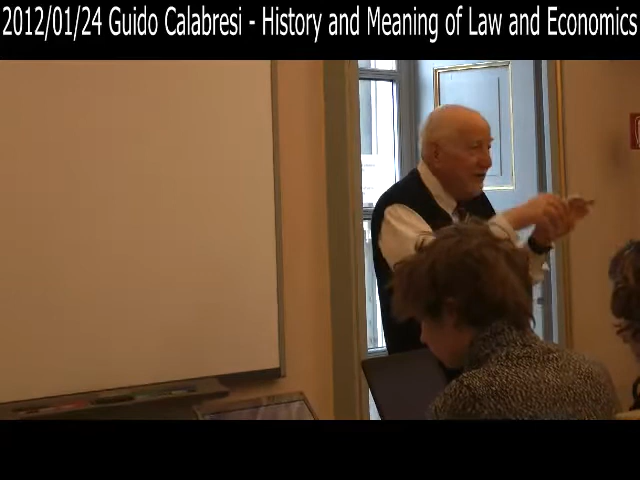 2012/01/24 Guido Calabresi - History and Meaning of Law and Economics